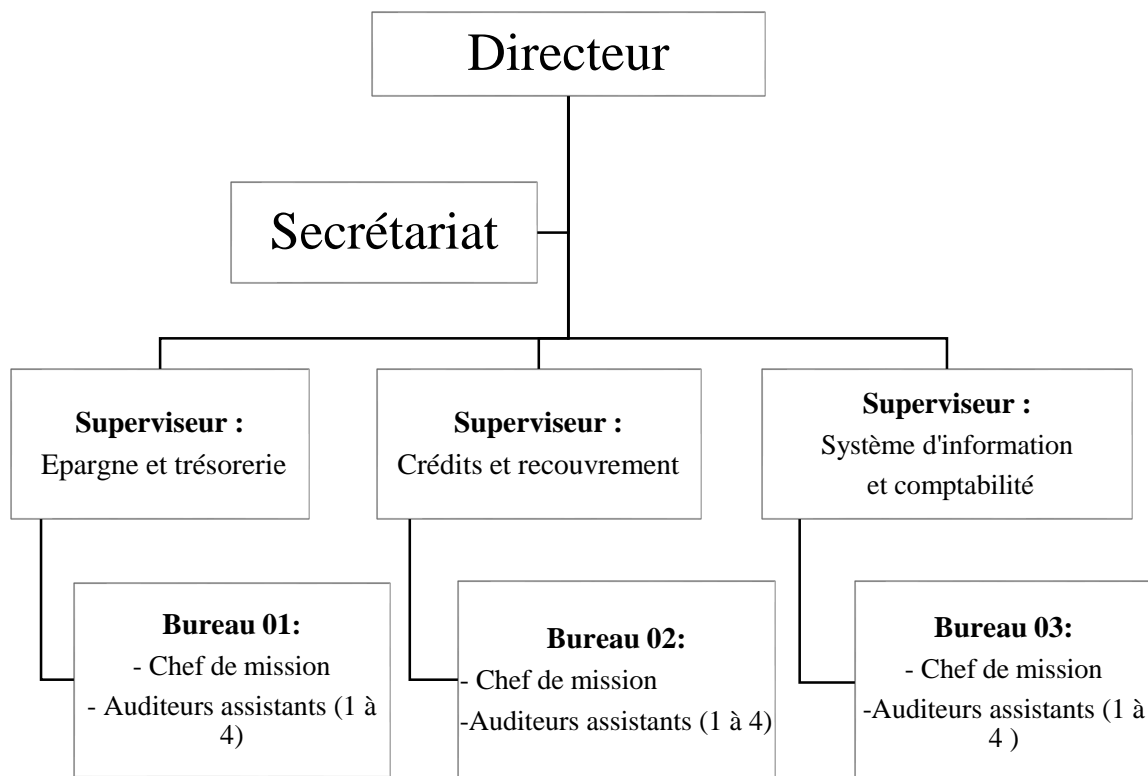 Directeur
Secrétariat
Superviseur :
Epargne et trésorerie
Superviseur :
Crédits et recouvrement
Superviseur :
Système d'information
et comptabilité
Bureau 01:
- Chef de mission
- Auditeurs assistants (1 à
4)
Bureau 02:
- Chef de mission
-Auditeurs assistants (1 à 4)
Bureau 03:
- Chef de mission
-Auditeurs assistants (1 à
4 )